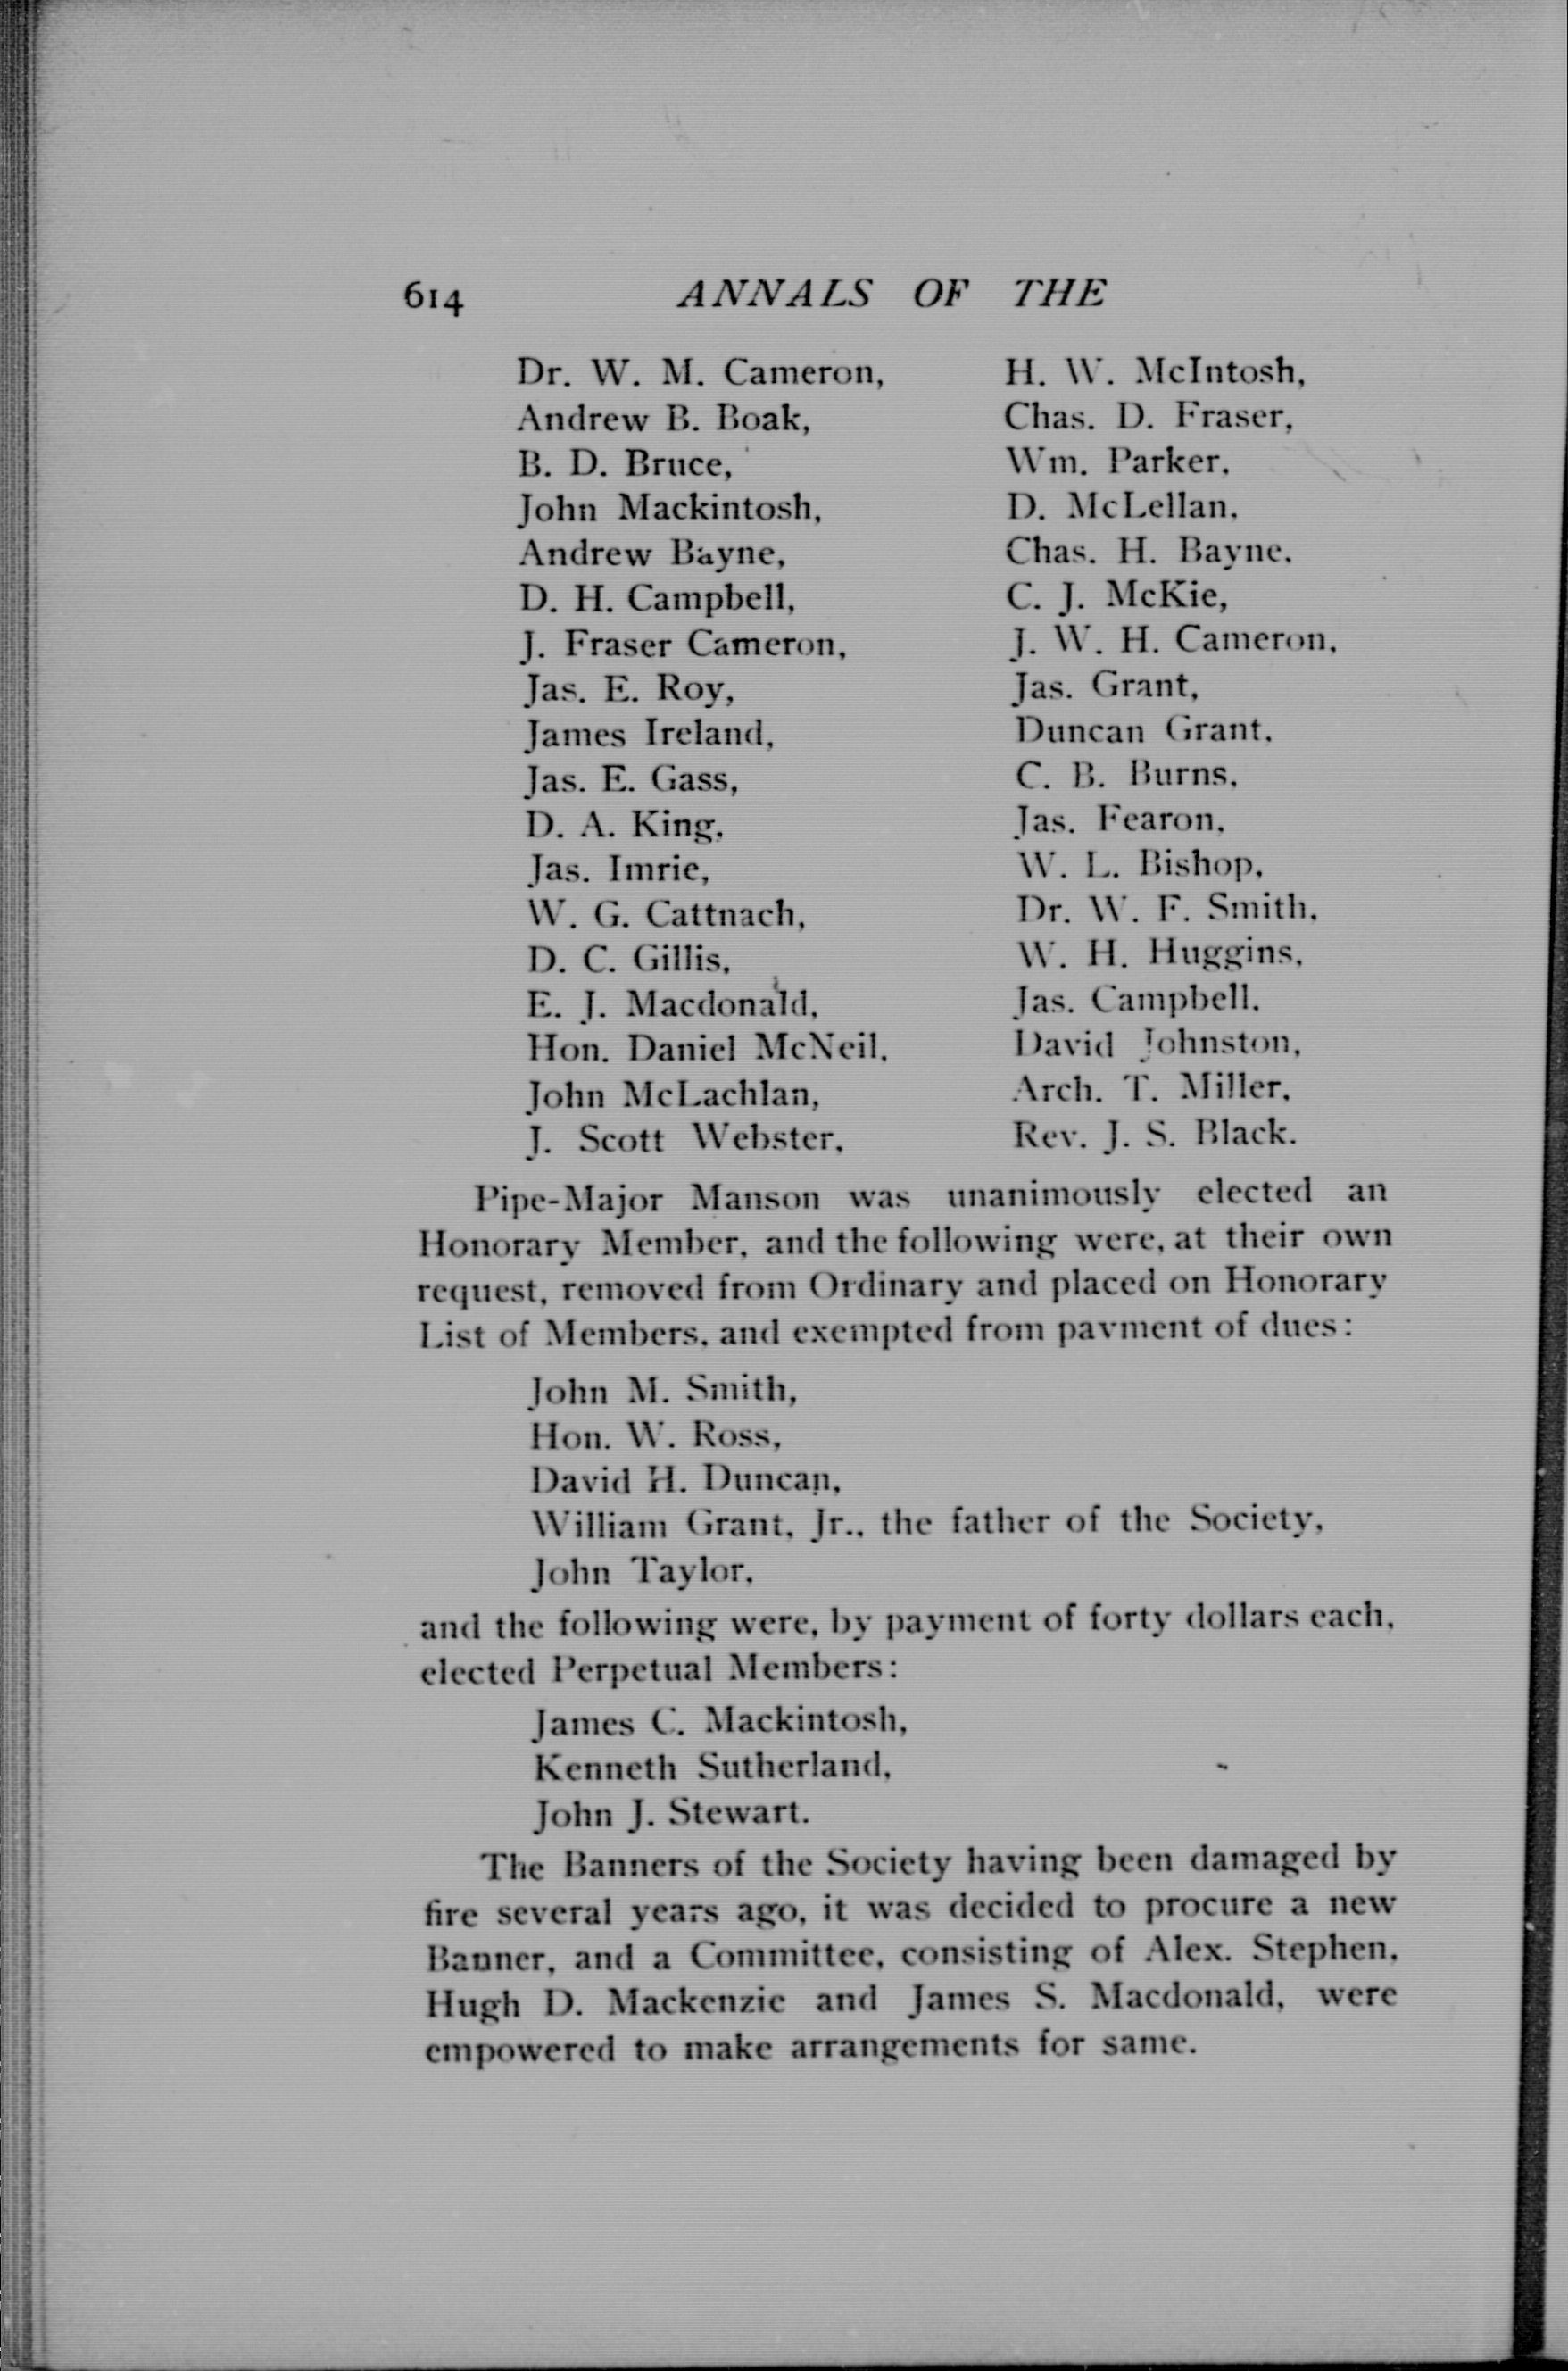 614 ANNALS OF THE
Dr. W. M. Cameron,
Andrew B. Boak,
B. D. Bruce,
John Mackintosh,
Andrew Bayne,
D. H. Campbell,
J. Fraser Cameron,
Jas. E. Roy,
James Ireland,
Jas. E. Gass,
D. A. King,
Jas. Imrie,
W. G. Cattnach,
D. C. Gillis,
E. J. Macdonald,
Hon. Daniel McNeil,
John McLachlan,
J. Scott Webster,
H. W. McIntosh,
Chas. D. Fraser,
Wm. Parker,
D. McLellan,
Chas. H. Bayne,
C. J. McKie,
J. W. H. Cameron,
Jas. Grant,
Duncan Grant,
C. B. Burns,
Jas. Fearon,
W. L. Bishop,
Dr. W. F. Smith,
W. H. Huggins,
Jas. Campbell,
David Johnston,
Arch. T. Miller,
Rev. J. S. Black.
Pipe-Major Manson was unanimously elected an
Honorary Member, and the following were, at their own
request, removed from Ordinary and placed on Honorary
List of Members, and exempted from payment of dues:
John M. Smith,
Hon. W. Ross,
David H. Duncan,
William Grant, Jr., the father of the Society,
John Taylor,
and the following were, by payment of forty dollars each,
elected Perpetual Members:
James C. Mackintosh,
Kenneth Sutherland,
John J. Stewart.
The Banners of the Society having been damaged by
fire several years ago, it was decided to procure a new
Banner, and a Committee, consisting of Alex. Stephen,
Hugh D. Mackenzie and James S. Macdonald, were
empowered to make arrangements for same.